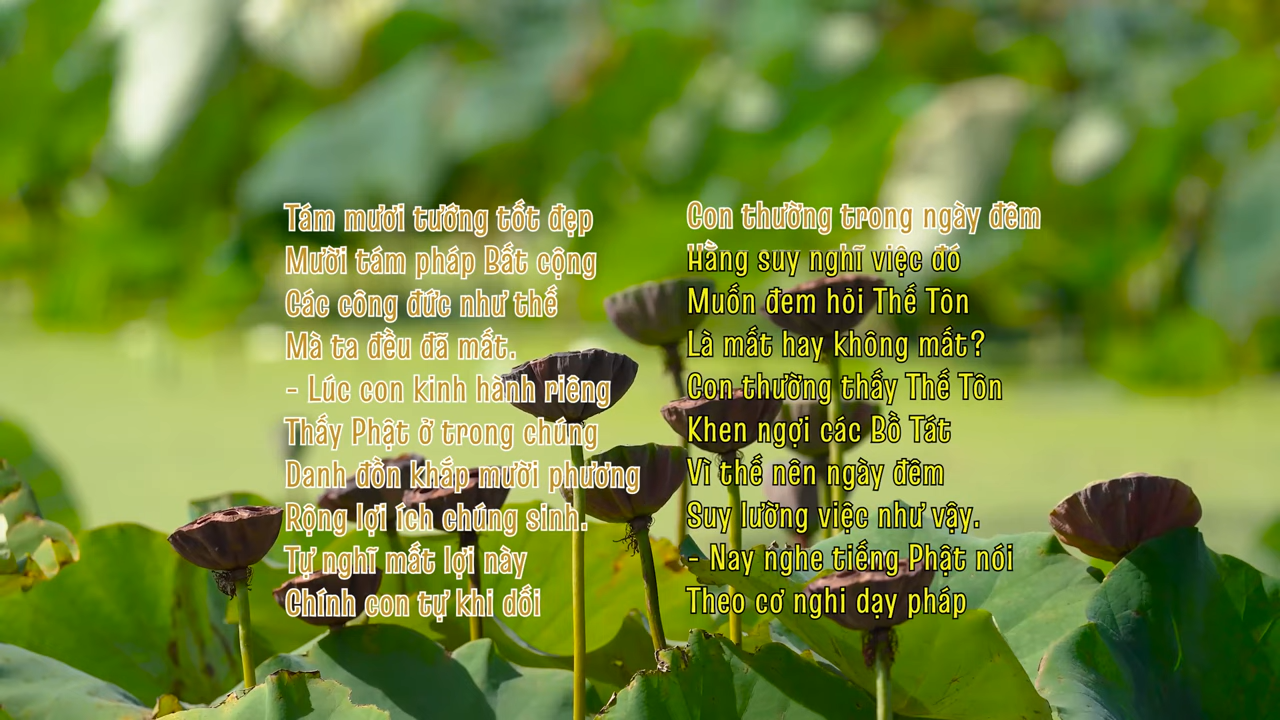 Tám mươi tướng tốt đẹp
Mười tám pháp Bất cộng
Các công đức như thế
Mà ta đều đã mất.
- Lúc con kinh hành riêng
Thấy Phật ở trong chúng
Danh đồn khắp mười phương
Rộng lợi ích chúng sinh.
Tự nghĩ mất lợi này
Chính con tự khi dối
Con thường trong ngày đêm
Hằng suy nghĩ việc đó
Muốn đem hỏi Thế Tôn
Là mất hay không mất?
Con thường thấy Thế Tôn
Khen ngợi các Bồ Tát
Vì thế nên ngày đêm
Suy lường việc như vậy.
- Nay nghe tiếng Phật nói
Theo cơ nghi dạy pháp